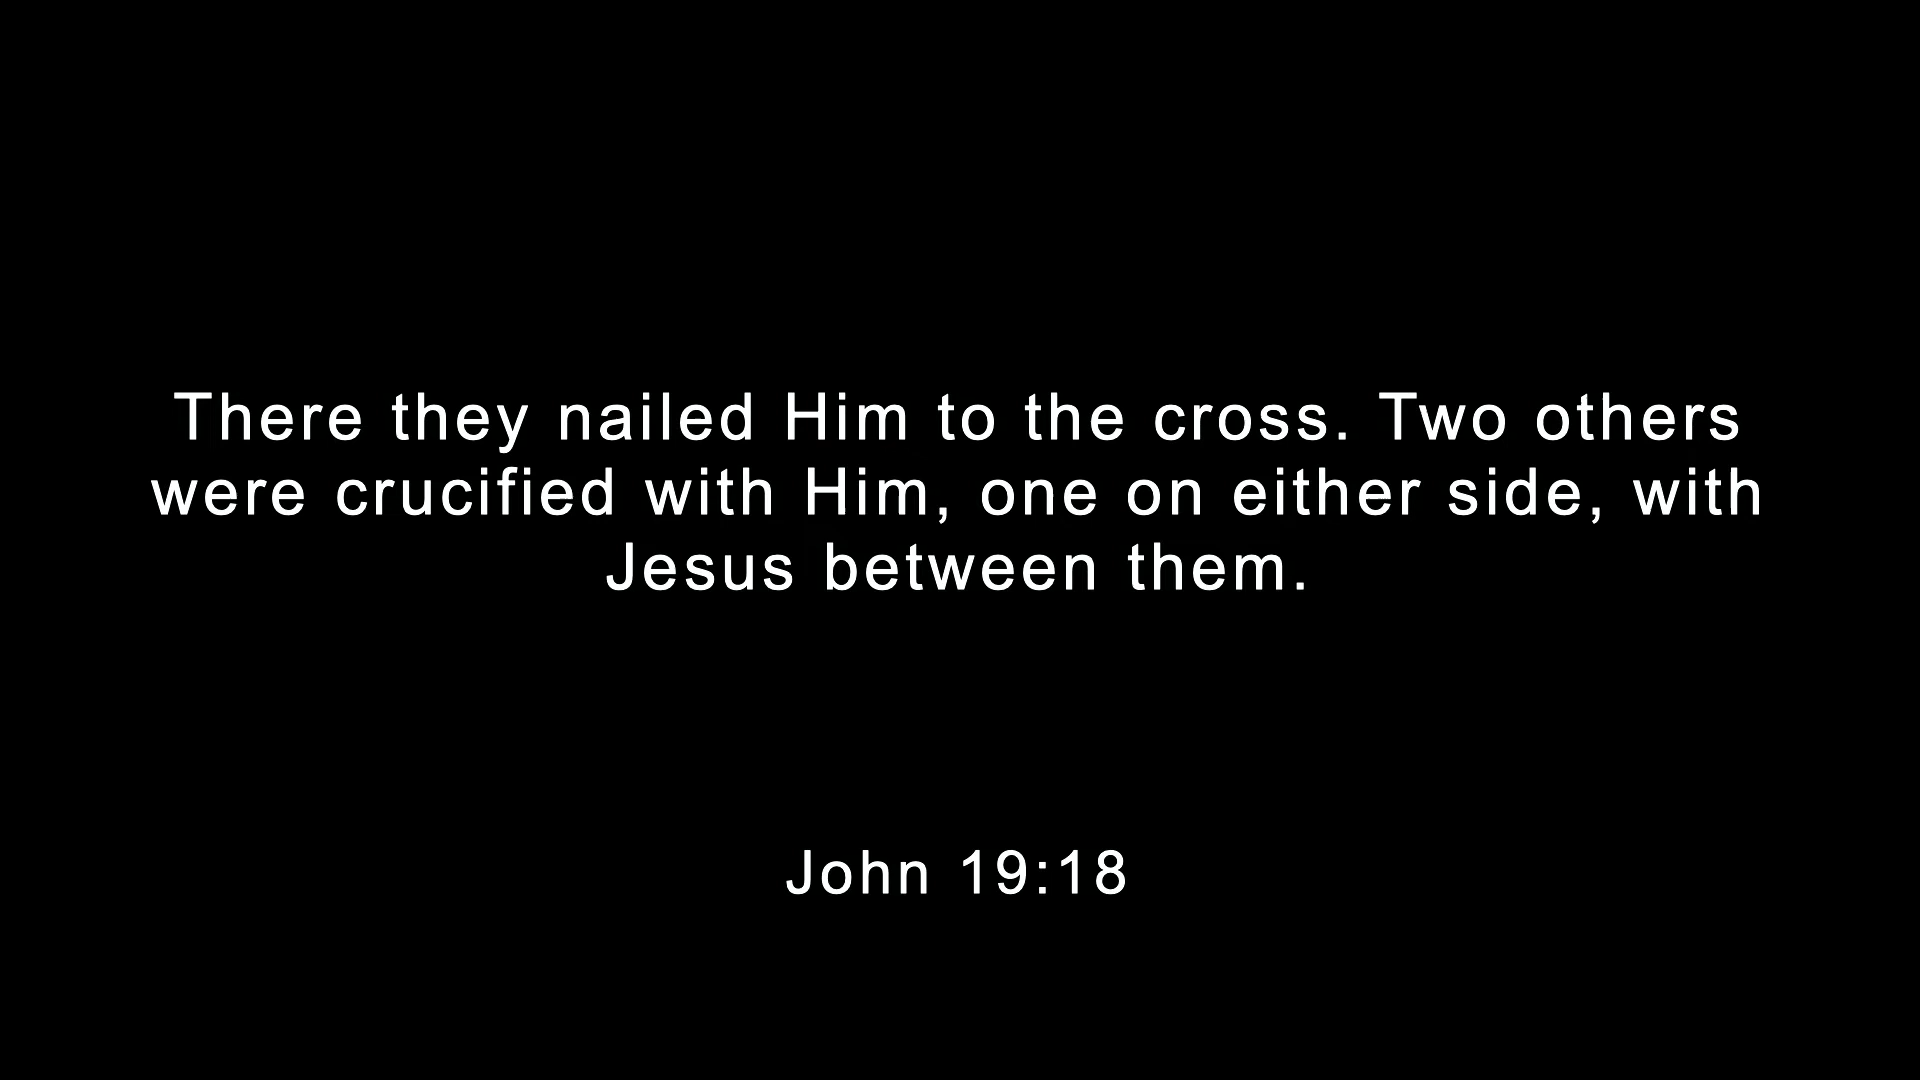 There they nailed Him to the cross. Two others
were crucified with Him, one on either side, with
Jesus between them.
John 19:18